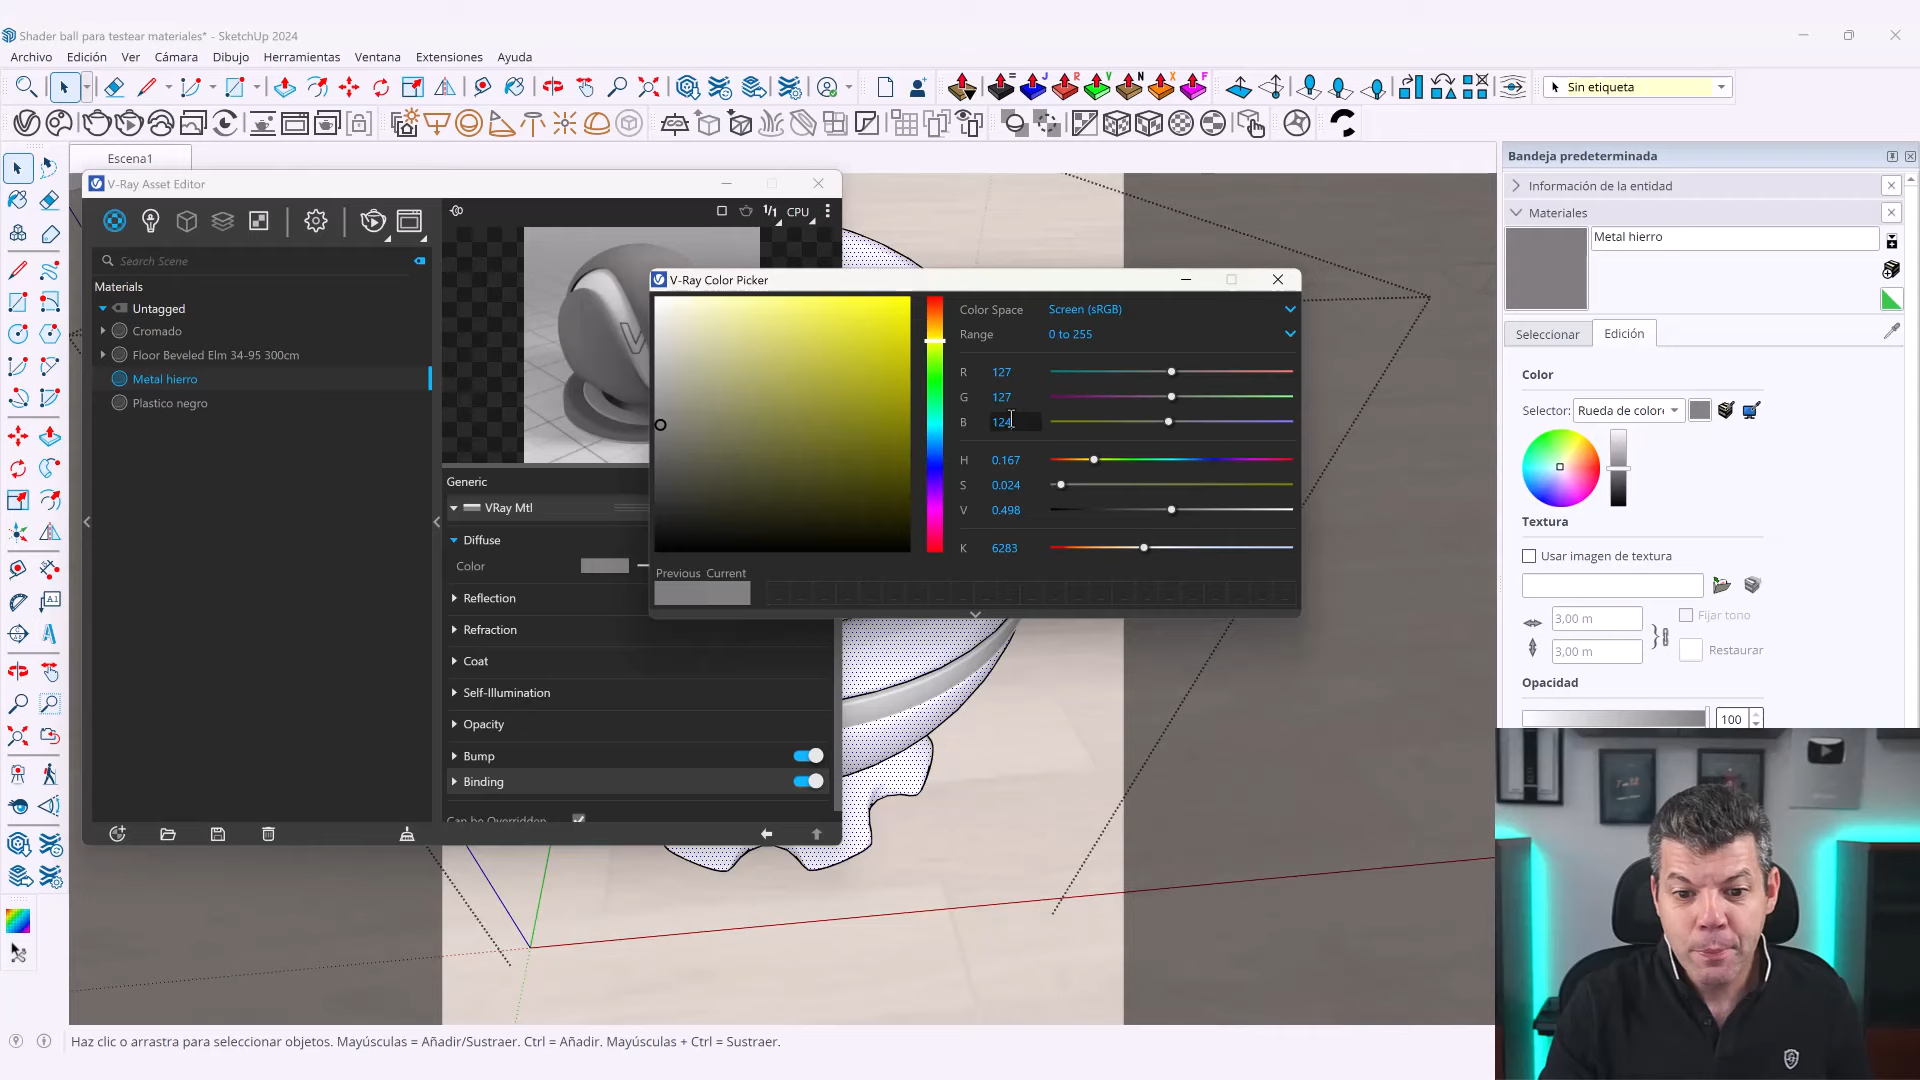 Shader ball para testear materiales* - SketchUp 2024
Archivo Edición Ver Cámara Dibujo Herramientas Ventana Extensiones Ayuda
= J R V N X F
Sin etiqueta
Escena1
V-Ray Asset Editor
1/1 CPU
Search Scene
Materials
Untagged
Cromado
Floor Beveled Elm 34-95 300cm
Metal hierro
Plastico negro
Generic
VRay Mtl
Diffuse
Color
Reflection
Refraction
Coat
Self-Illumination
Opacity
Bump
Binding
Can be Overridden
V-Ray Color Picker
Color Space Screen (sRGB)
Range 0 to 255
R 127
G 127
B 124
H 0.167
S 0.024
V 0.498
K 6283
Previous Current
Bandeja predeterminada
Información de la entidad
Materiales
Metal hierro
Seleccionar Edición
Color
Selector: Rueda de color
Textura
Usar imagen de textura
3,00 m Fijar tono
3,00 m Restaurar
Opacidad
100
Haz clic o arrastra para seleccionar objetos. Mayúsculas = Añadir/Sustraer. Ctrl = Añadir. Mayúsculas + Ctrl = Sustraer.